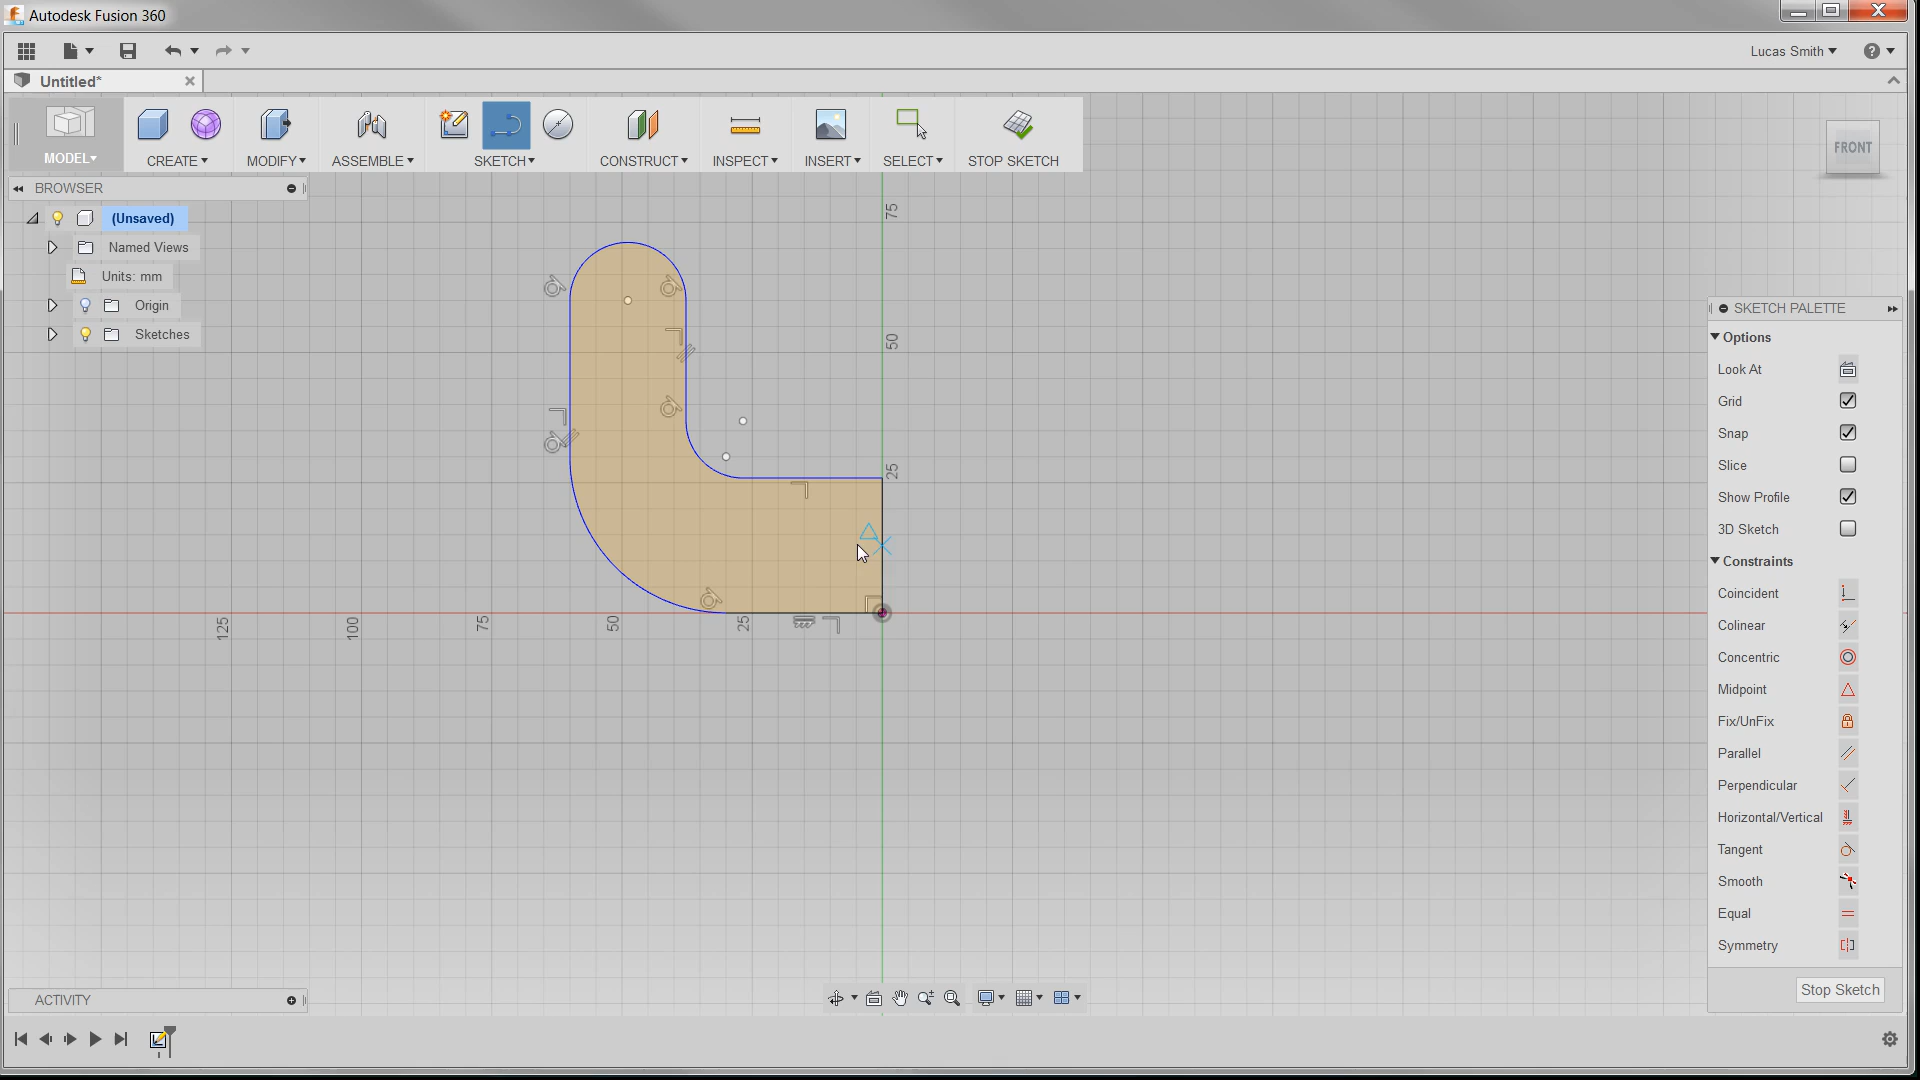 Autodesk Fusion 360
Lucas Smith
Untitled*
MODEL
CREATE
MODIFY
ASSEMBLE
SKETCH
CONSTRUCT
INSPECT
INSERT
SELECT
STOP SKETCH
FRONT
BROWSER
(Unsaved)
Named Views
Units: mm
Origin
Sketches
75
50
25
125
100
75
50
25
SKETCH PALETTE
Options
Look At
Grid
Snap
Slice
Show Profile
3D Sketch
Constraints
Coincident
Colinear
Concentric
Midpoint
Fix/UnFix
Parallel
Perpendicular
Horizontal/Vertical
Tangent
Smooth
Equal
Symmetry
Stop Sketch
ACTIVITY